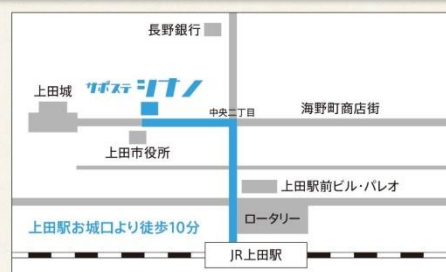 長野銀行
上田城
サポステ シナノ
中央二丁目
海野町商店街
上田市役所
上田駅前ビル・パレオ
上田駅お城口より徒歩10分
ロータリー
JR上田駅